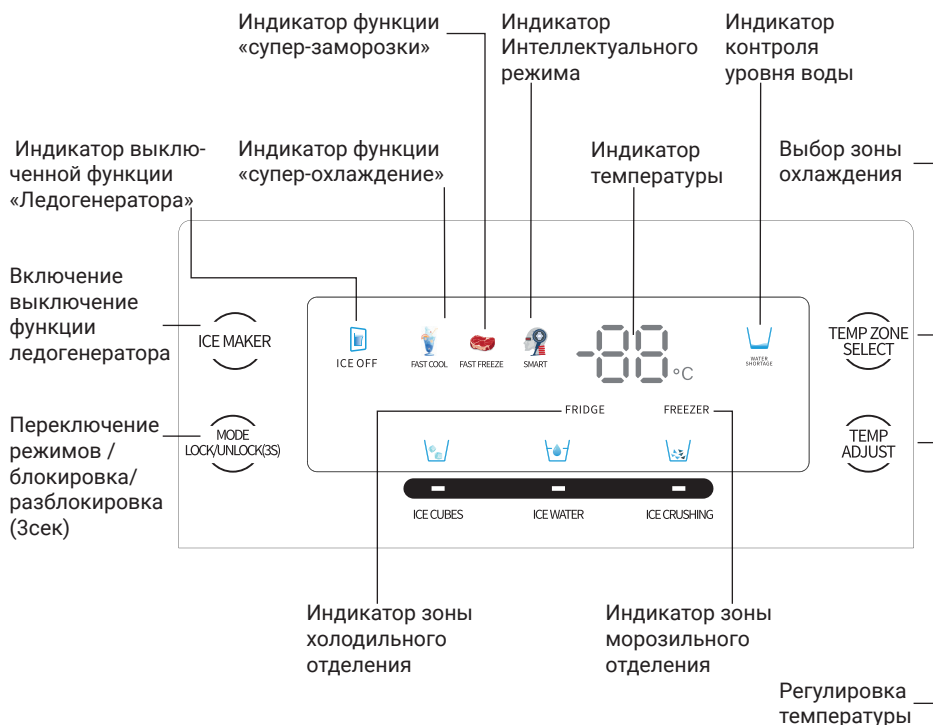 Индикатор функции
«супер-заморозки»
Индикатор
Интеллектуального
режима
Индикатор
контроля
уровня воды
Индикатор выклю-
ченной функции
«Ледогенератора»
Индикатор функции
«супер-охлаждение»
Индикатор
температуры
Выбор зоны
охлаждения
Включение
выключение
функции
ледогенератора
ICE MAKER
ICE OFF
FAST COOL
FAST FREEZE
SMART
-88°C
WATER
SHORTAGE
TEMP ZONE
SELECT
Переключение
режимов /
блокировка/
разблокировка
(3сек)
MODE
LOCK/UNLOCK(3S)
FRIDGE
FREEZER
TEMP
ADJUST
ICE CUBES
ICE WATER
ICE CRUSHING
Индикатор зоны
холодильного
отделения
Индикатор зоны
морозильного
отделения
Регулировка
температуры